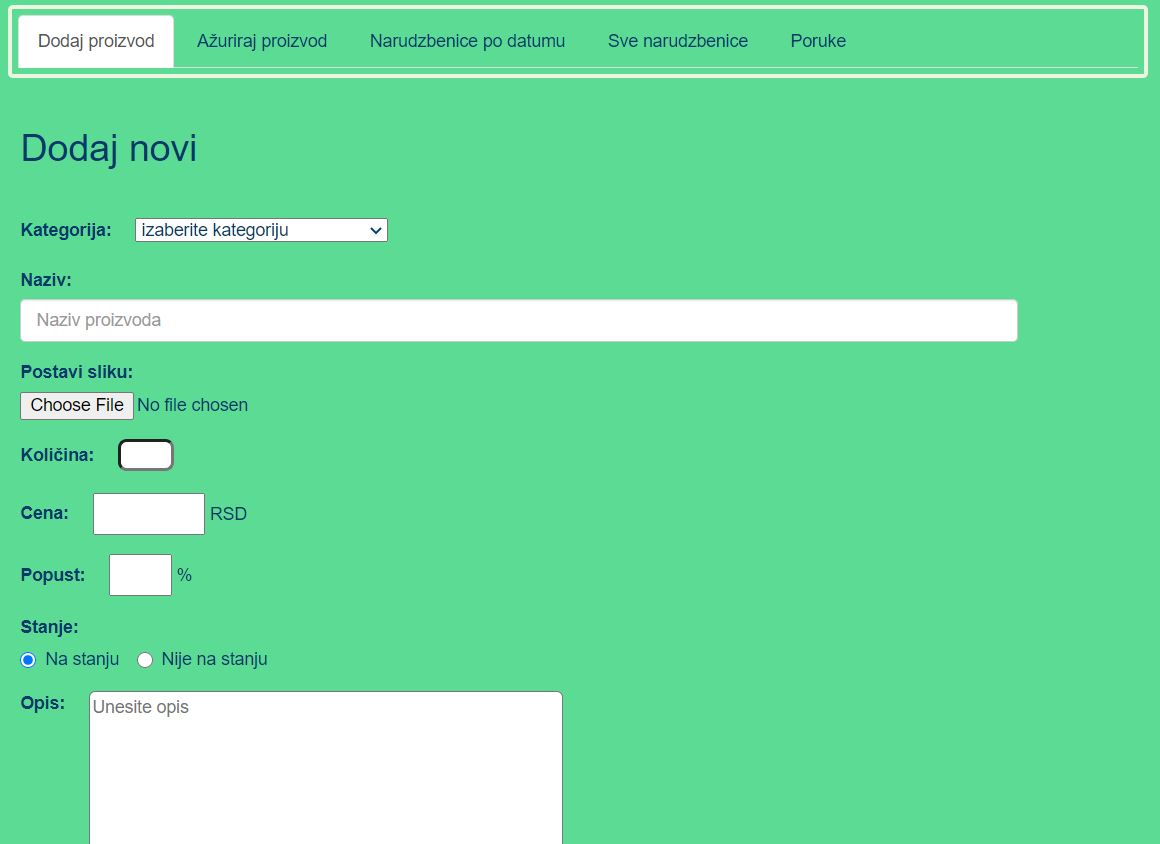 Dodaj proizvod Ažuriraj proizvod Narudzbenice po datumu Sve narudzbenice Poruke
Dodaj novi
Kategorija: izaberite kategoriju
Naziv:
Naziv proizvoda
Postavi sliku:
Choose File No file chosen
Količina:
Cena: RSD
Popust: %
Stanje:
Na stanju Nije na stanju
Opis: Unesite opis